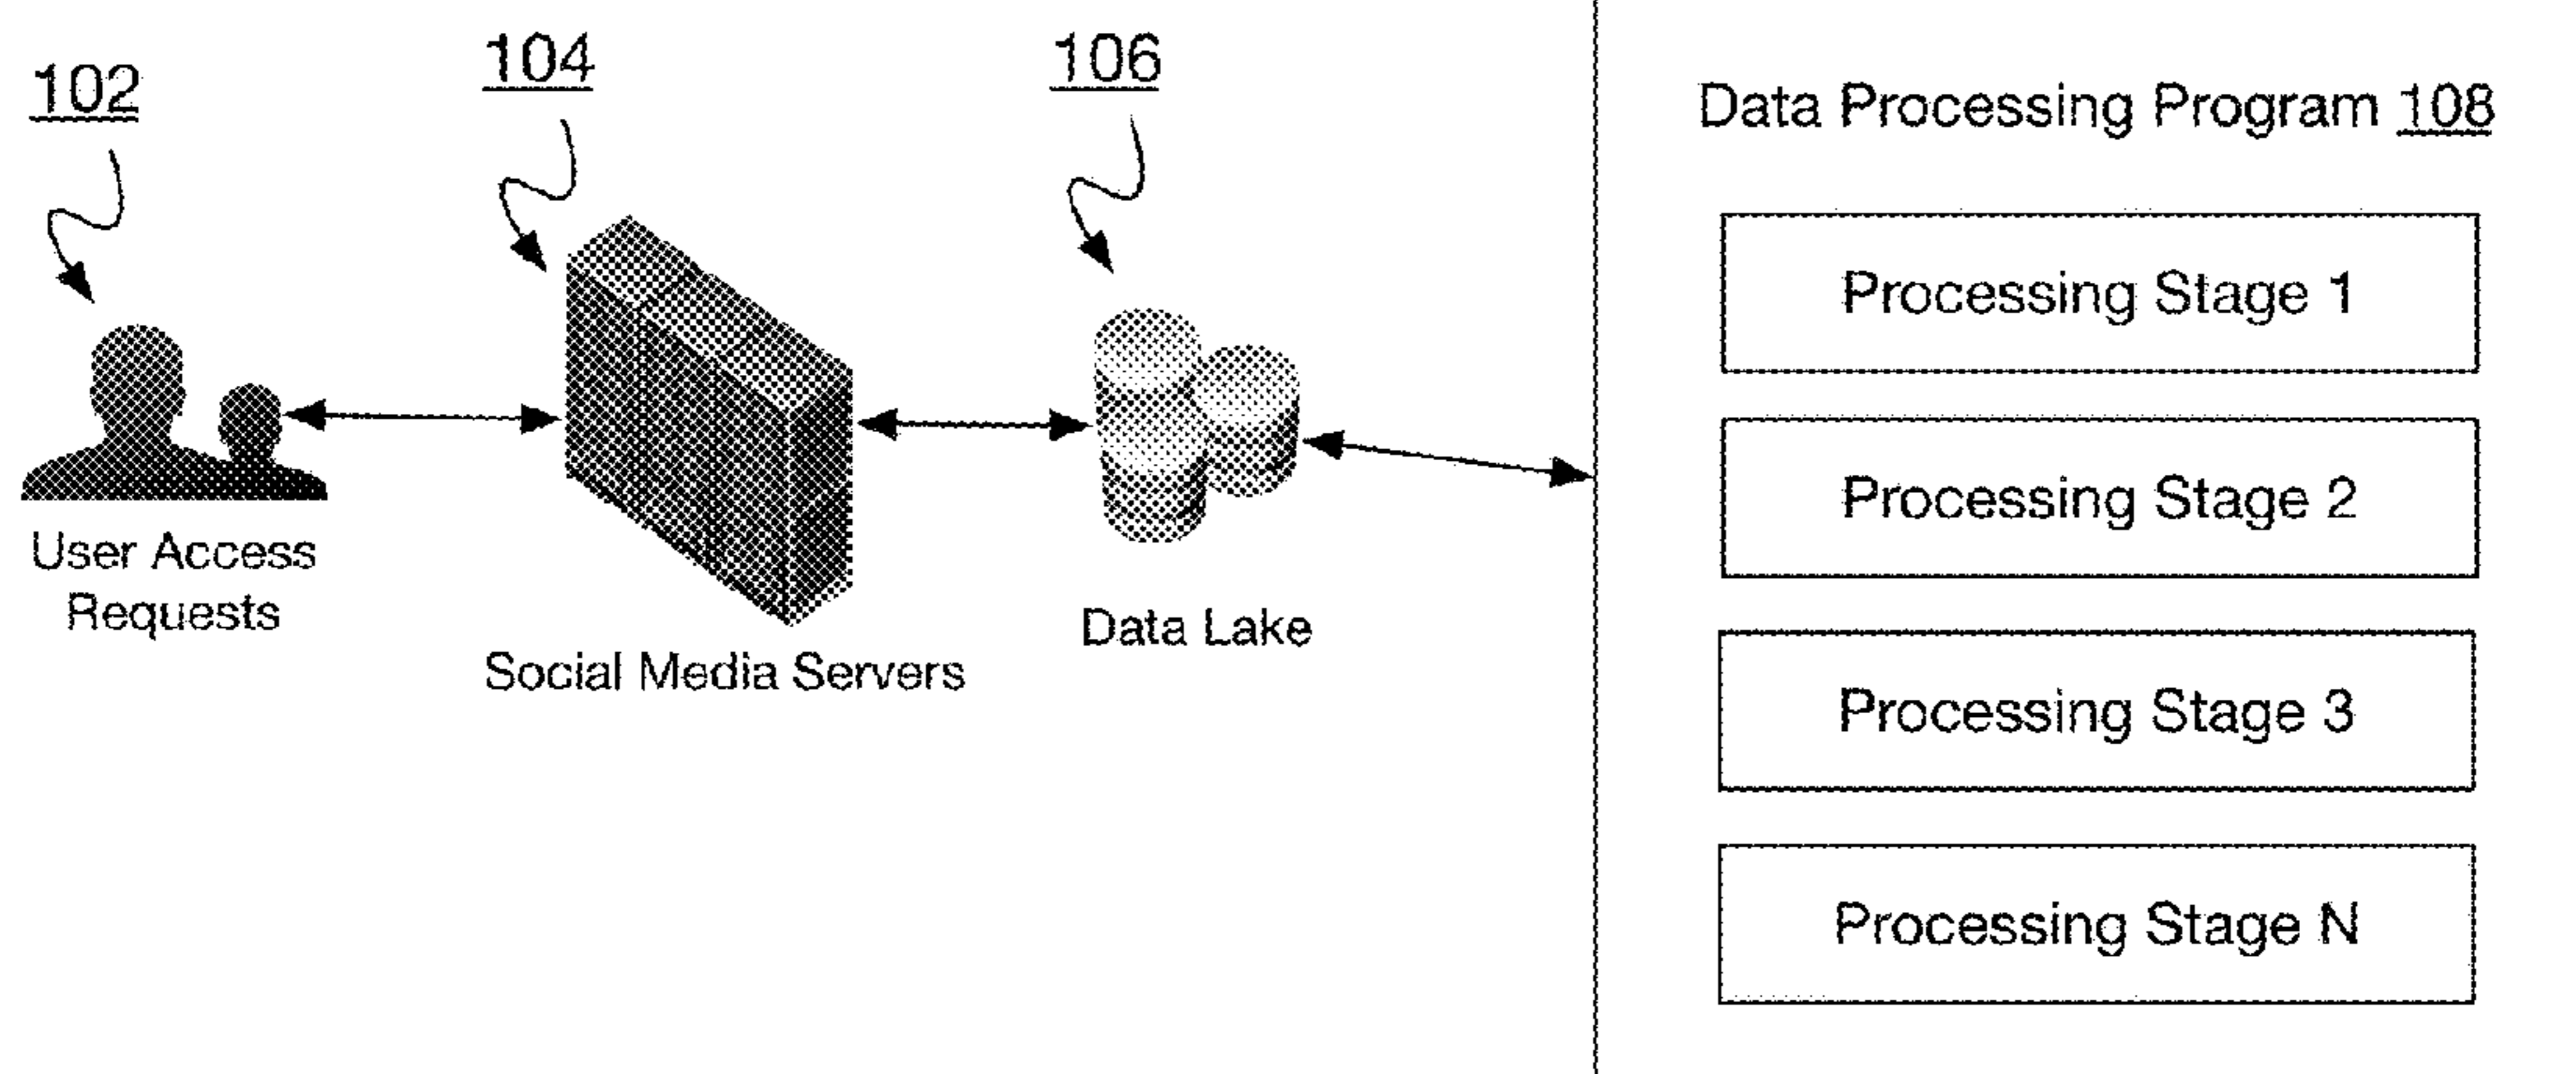 102
104
106
User Access
Requests
Social Media Servers
Data Lake
Data Processing Program 108
Processing Stage 1
Processing Stage 2
Processing Stage 3
Processing Stage N